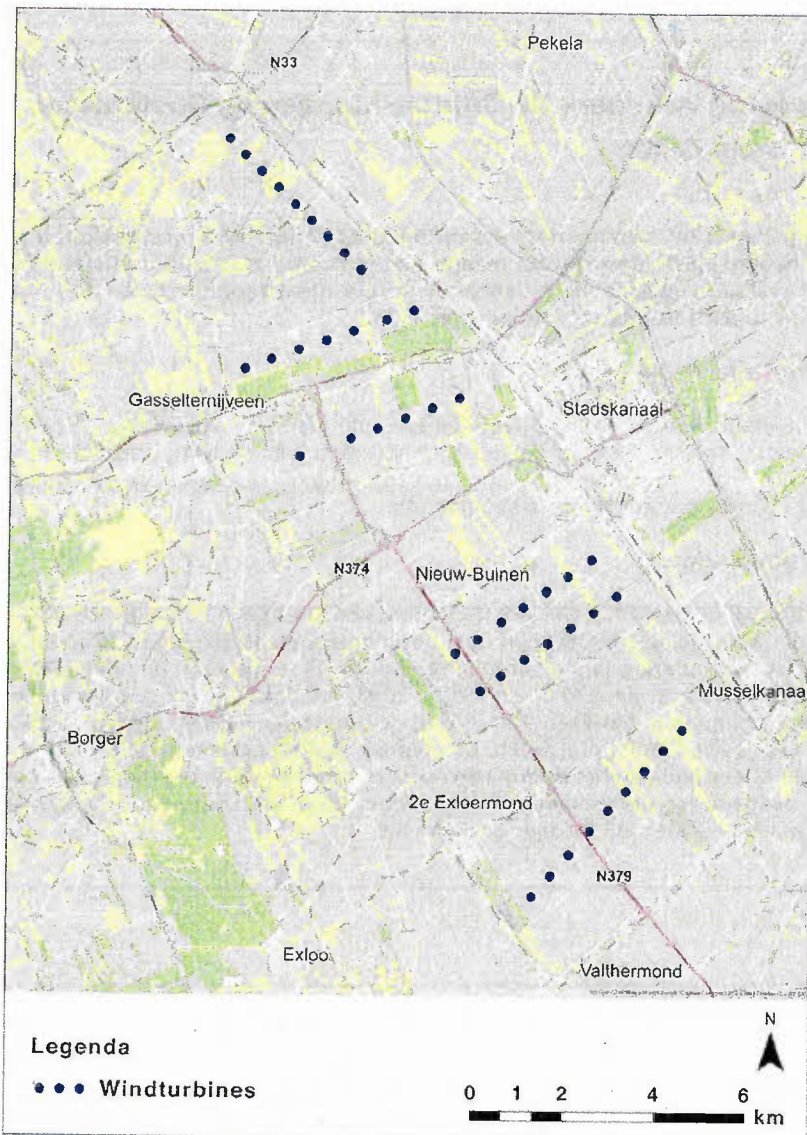 Pekela
N33
Gasselternijveen
Stadskanaal
N374
Nieuw-Buinen
Musselkanaa
Borger
2e Exloermond
N379
Exloo
Valthermond
N
Legenda
Windturbines
0 1 2 4 6
km